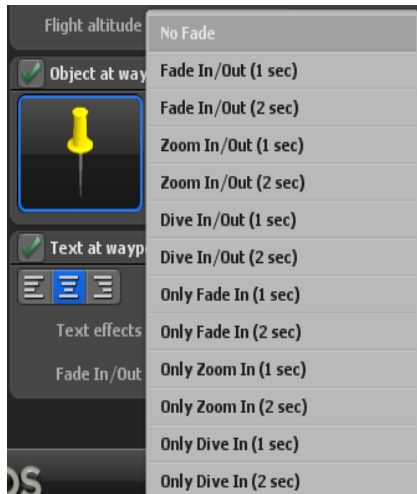 Flight altitude
No Fade
Object at way
Fade In/Out (1 sec)
Fade In/Out (2 sec)
Zoom In/Out (1 sec)
Zoom In/Out (2 sec)
Dive In/Out (1 sec)
Text at wayp
Dive In/Out (2 sec)
Only Fade In (1 sec)
Text effects
Only Fade In (2 sec)
Fade In/Out
Only Zoom In (1 sec)
Only Zoom In (2 sec)
Only Dive In (1 sec)
OS
Only Dive In (2 sec)